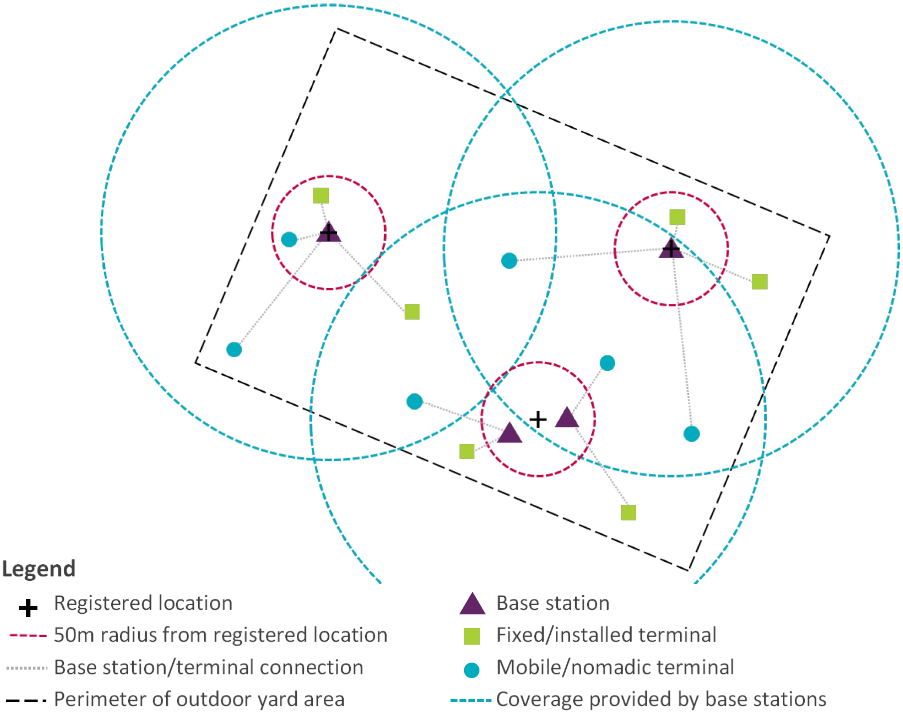 Legend
Registered location
Base station
50m radius from registered location
Fixed/installed terminal
Base station/terminal connection
Mobile/nomadic terminal
Perimeter of outdoor yard area
Coverage provided by base stations